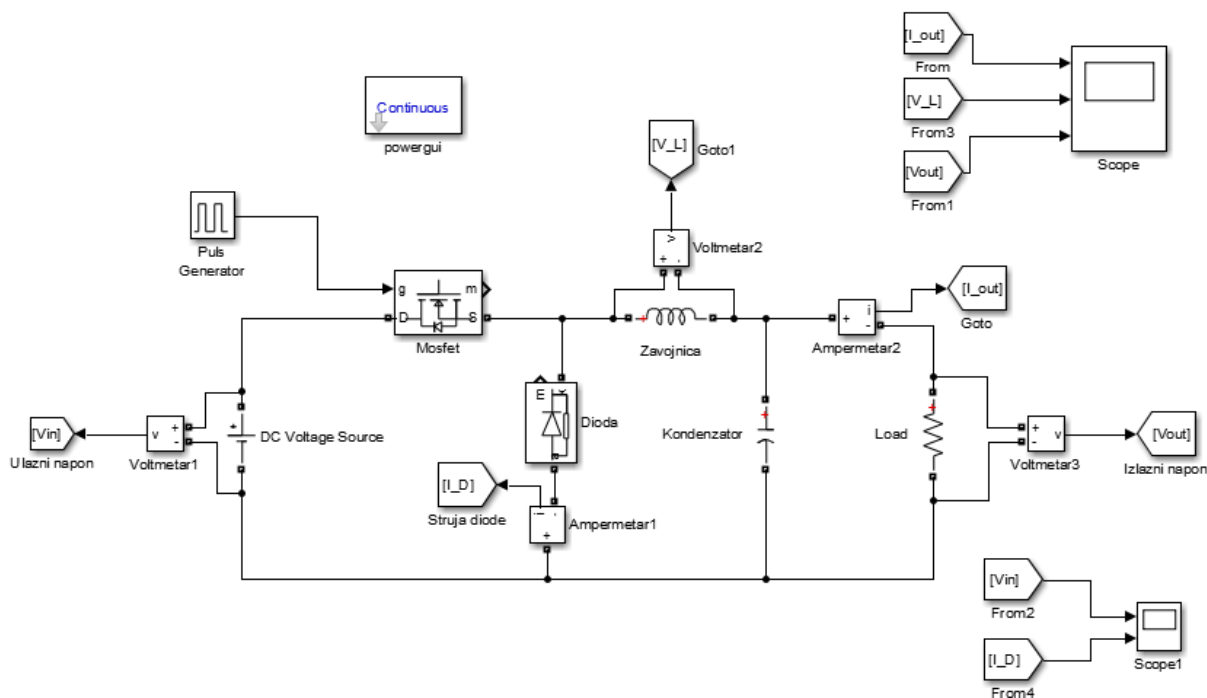 [I_out]
From
[V_L]
From3
[Vout]
From1
Scope
Continuous
powergui
[V_L]
Goto1
Puls
Generator
v
+ -
Voltmetar2
g
m
D
S
Mosfet
Zavojnica
+
i
-
Ampermetar2
[I_out]
Goto
[Vin]
Ulazni napon
v
+
-
Voltmetar1
+
DC Voltage Source
m
k
a
Dioda
[I_D]
Struja diode
i
-
+
Ampermetar1
+
Kondenzator
+
Load
+
-
v
Voltmetar3
[Vout]
Izlazni napon
[Vin]
From2
[I_D]
From4
Scope1